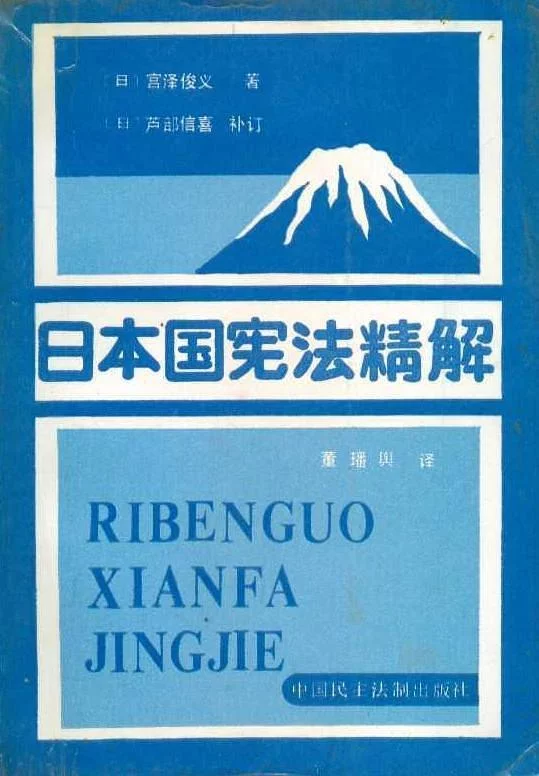 〔日〕宫泽俊义 著
〔日〕芦部信喜 补订
日本国宪法精解
董璠舆 译
RIBENGUO
XIANFA
JINGJIE
中国民主法制出版社